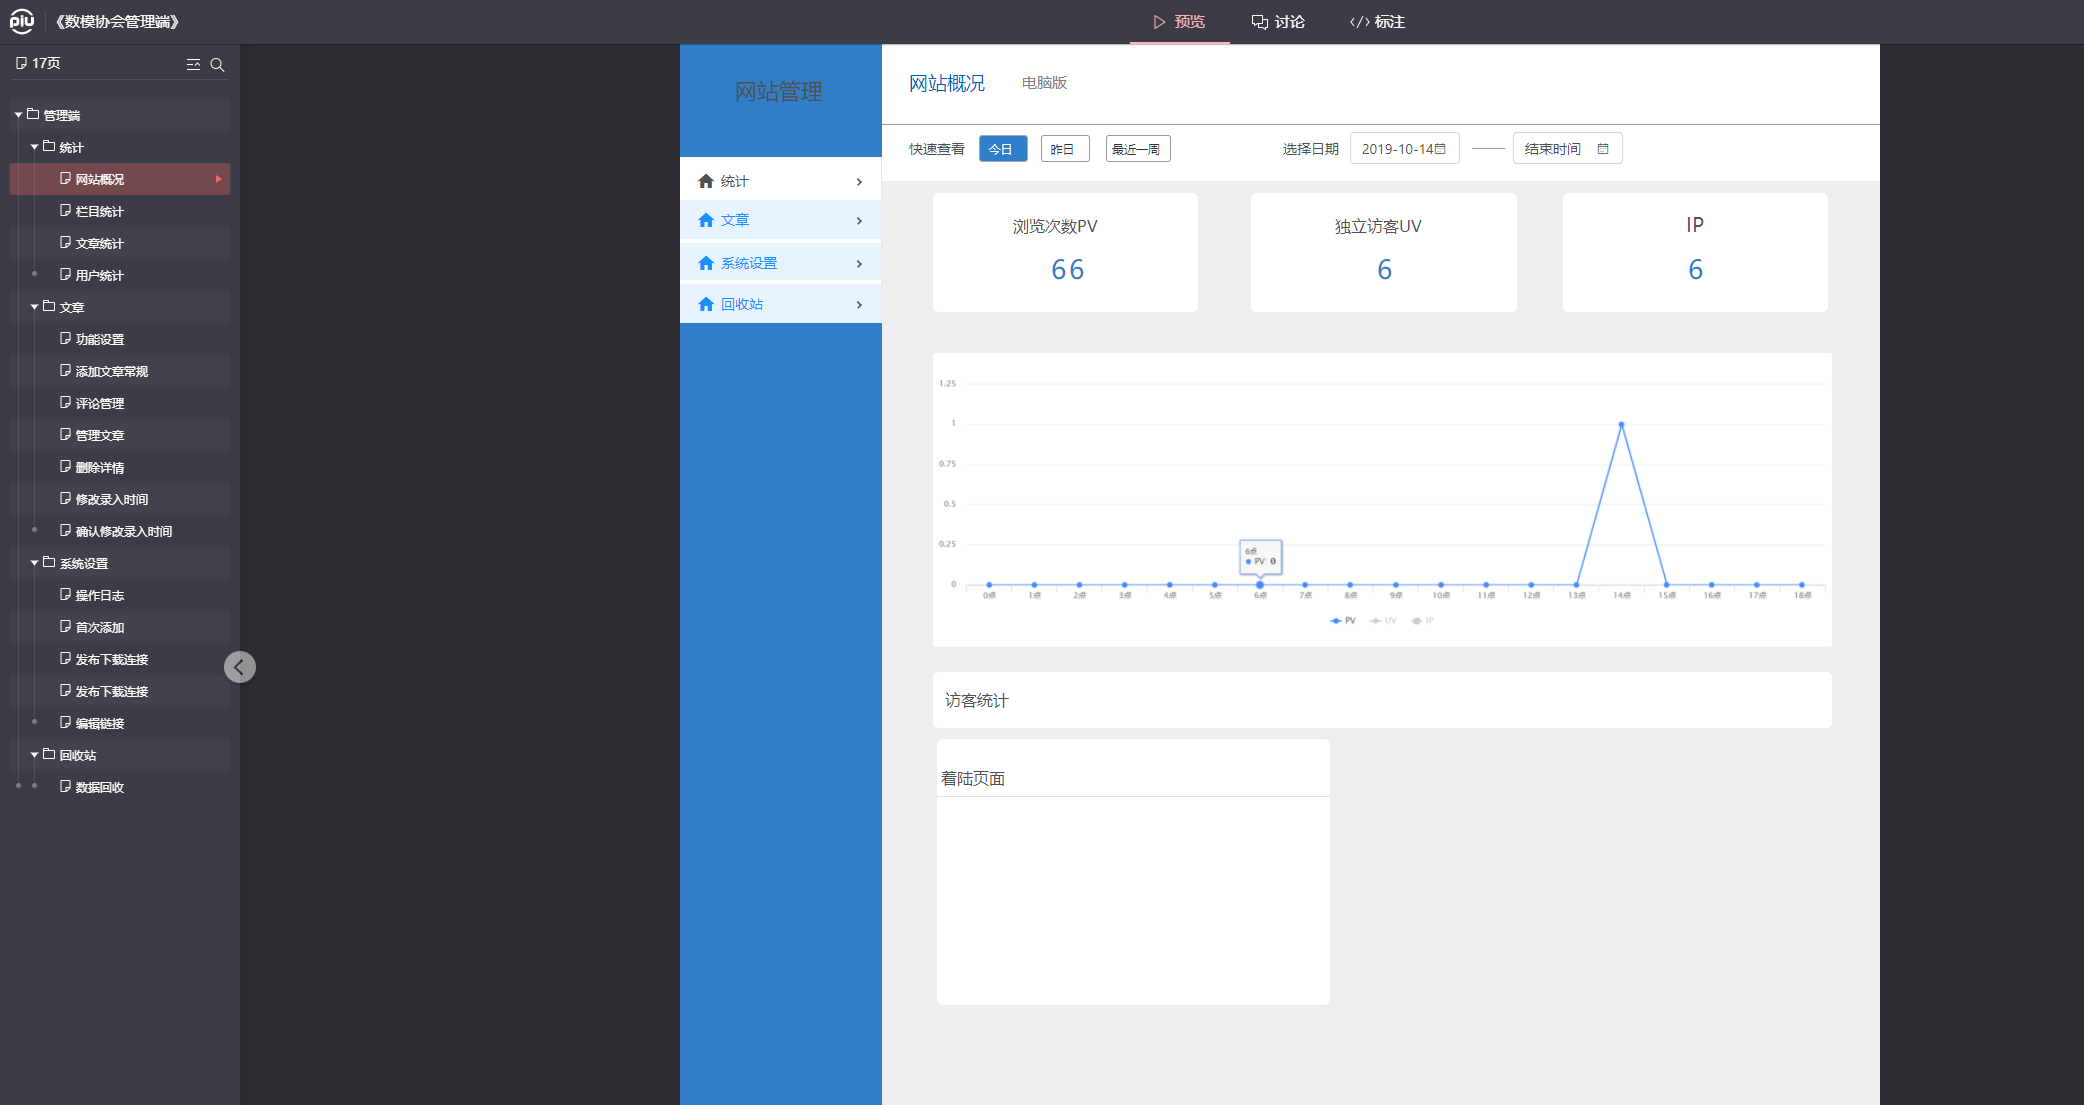 piu 《数模协会管理端》 预览 讨论 </> 标注
17页
管理端
统计
网站概况
栏目统计
文章统计
用户统计
文章
功能设置
添加文章常规
评论管理
管理文章
删除详情
修改录入时间
确认修改录入时间
系统设置
操作日志
首次添加
发布下载连接
发布下载连接
编辑链接
回收站
数据回收
网站管理
统计
文章
系统设置
回收站
网站概况 电脑版
快速查看 今日 昨日 最近一周 选择日期 2019-10-14 结束时间
浏览次数PV 独立访客UV IP
66 6 6
1.25
1
0.75
0.5
0.25
0
6点
PV: 0
0点 1点 2点 3点 4点 5点 6点 7点 8点 9点 10点 11点 12点 13点 14点 15点 16点 17点 18点
PV UV IP
访客统计
着陆页面